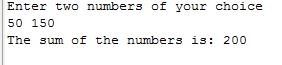 Enter two numbers of your choice
50 150
The sum of the numbers is: 200